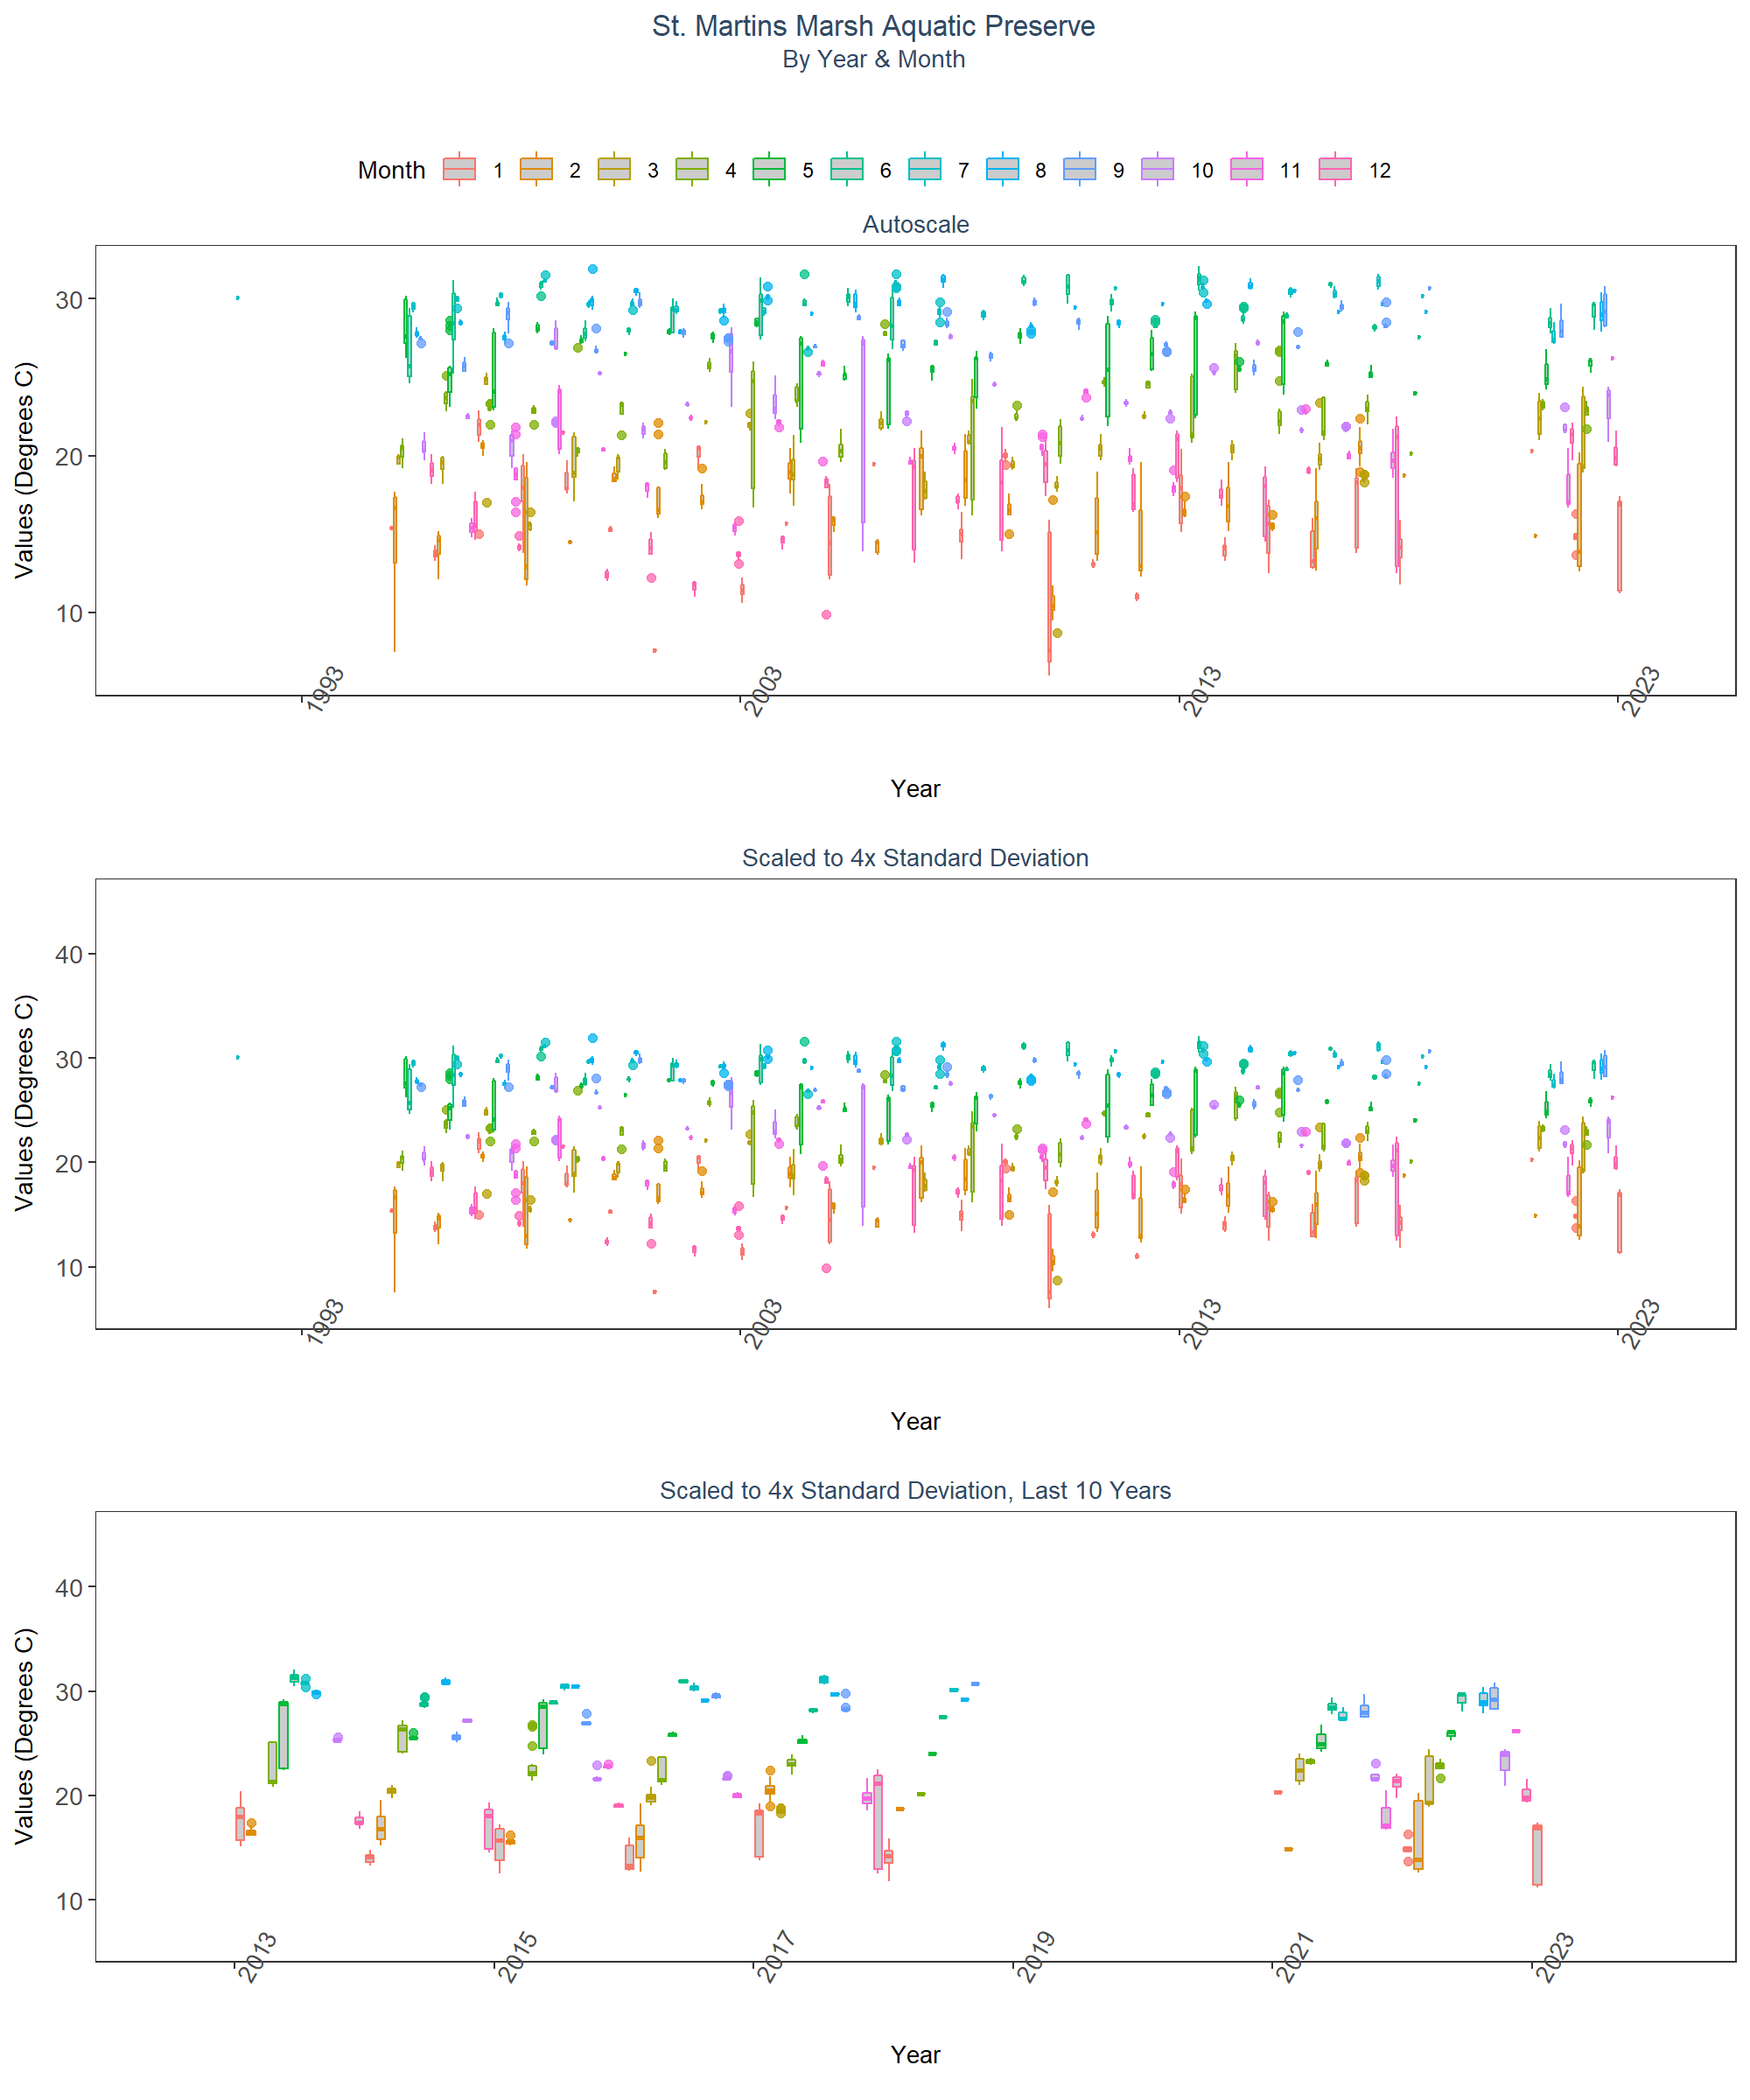 St. Martins Marsh Aquatic Preserve
By Year & Month
Month 1 2 3 4 5 6 7 8 9 10 11 12
Autoscale
Values (Degrees C)
30
20
10
1993 2003 2013 2023
Year
Scaled to 4x Standard Deviation
Values (Degrees C)
40
30
20
10
1993 2003 2013 2023
Year
Scaled to 4x Standard Deviation, Last 10 Years
Values (Degrees C)
40
30
20
10
2013 2015 2017 2019 2021 2023
Year